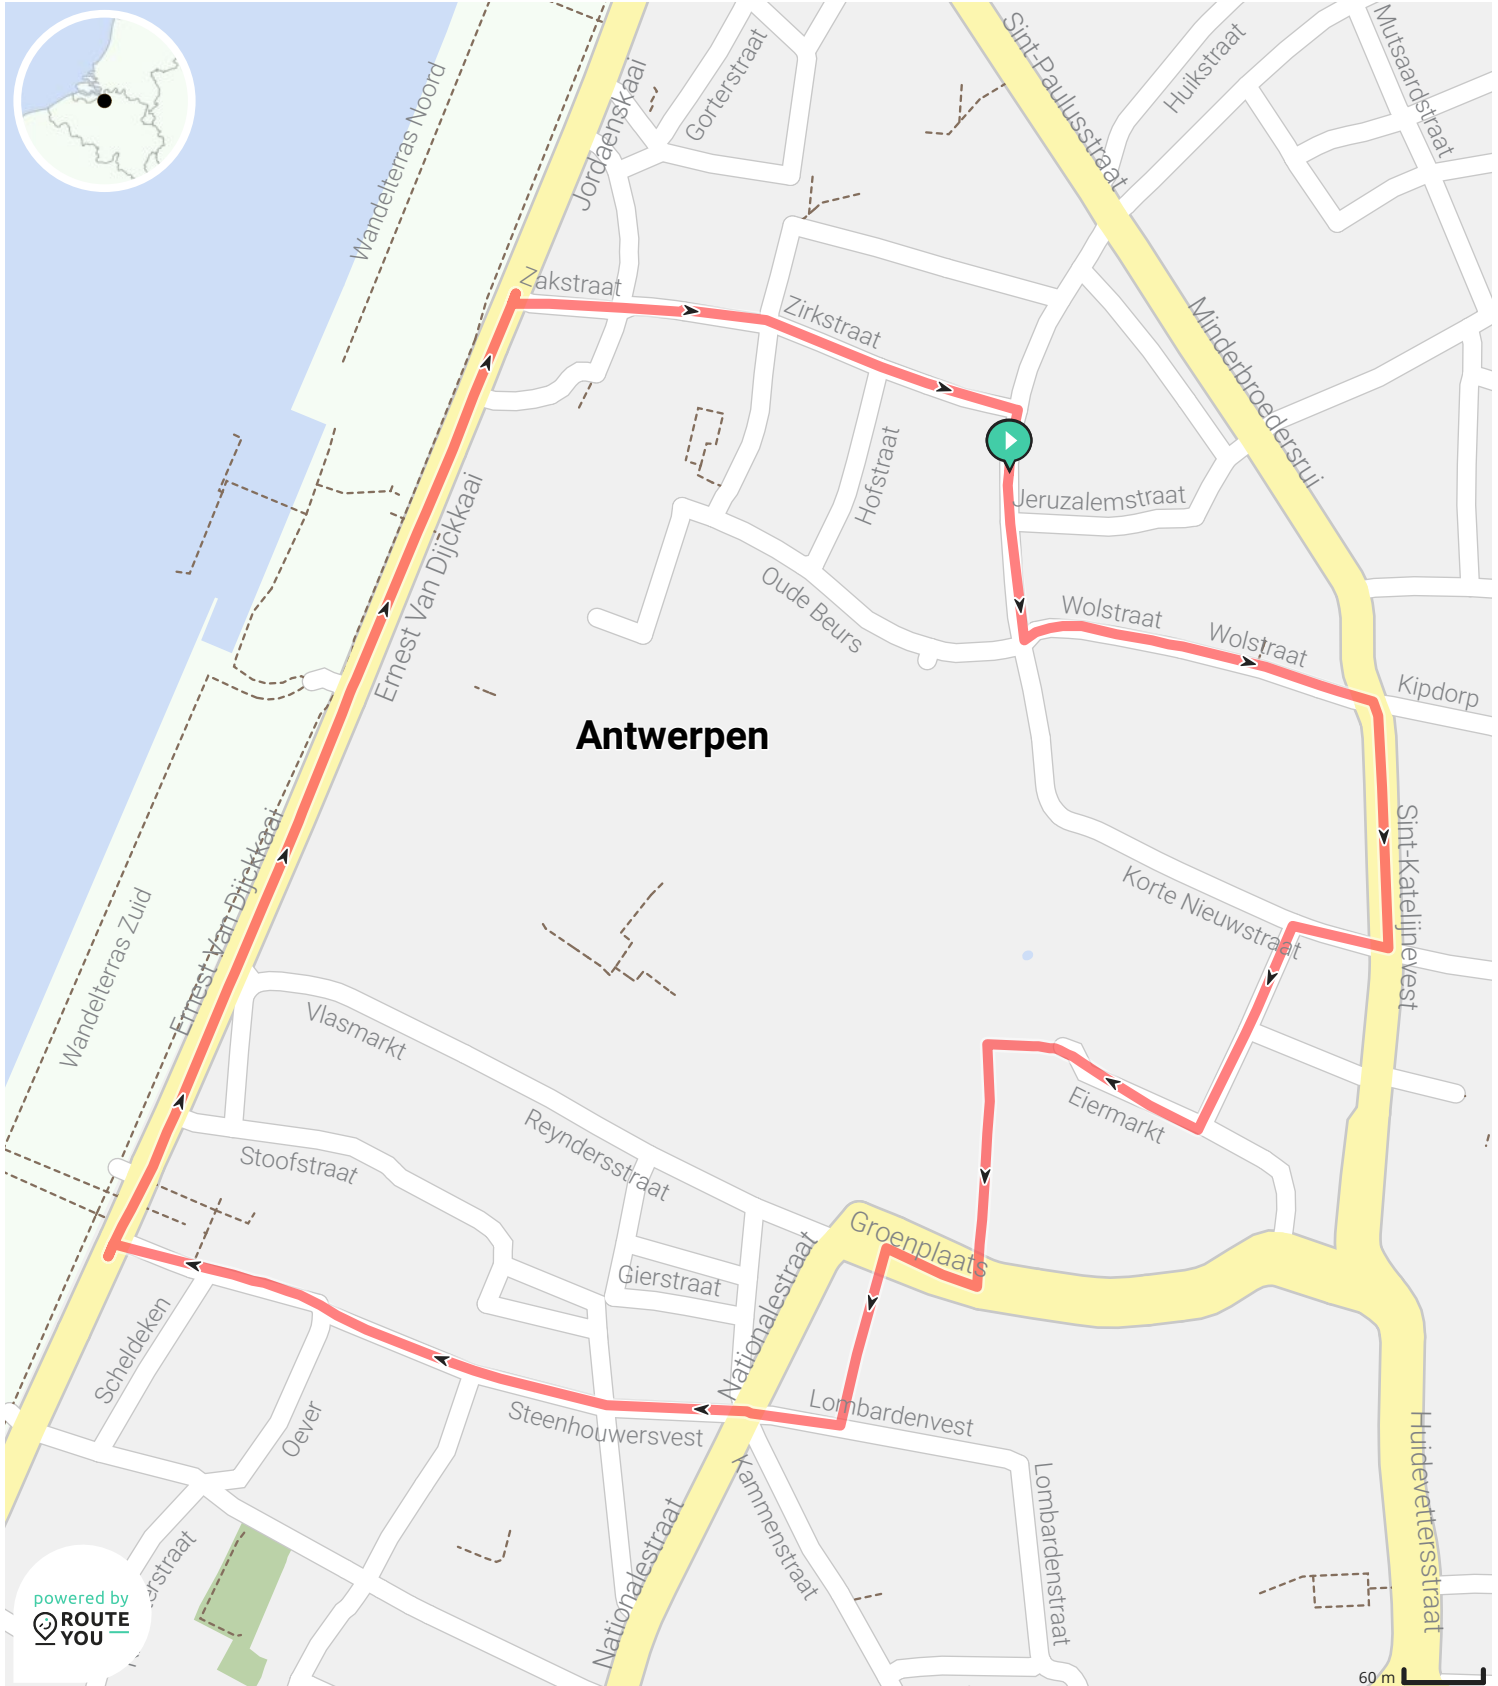 Wandelterras Noord
Jordaenskaai
Gorterstraat
Sint-Paulusstraat
Huikstraat
Mutsaardstraat
Zakstraat
Zirkstraat
Minderbroedersrui
Hofstraat
Jeruzalemstraat
Ernest Van Dijckkaai
Oude Beurs
Wolstraat
Wolstraat
Kipdorp
Antwerpen
Ernest Van Dijckkaai
Wandelterras Zuid
Korte Nieuwstraat
Sint-Katelijnevest
Vlasmarkt
Eiermarkt
Reyndersstraat
Stoofstraat
Groenplaats
Gierstraat
Nationalestraat
Scheldeken
Lombardenvest
Steenhouwersvest
Oever
Kammenstraat
Lombardenstraat
Huidevettersstraat
Nationalestraat
erstraat
powered by
ROUTE
YOU
60 m